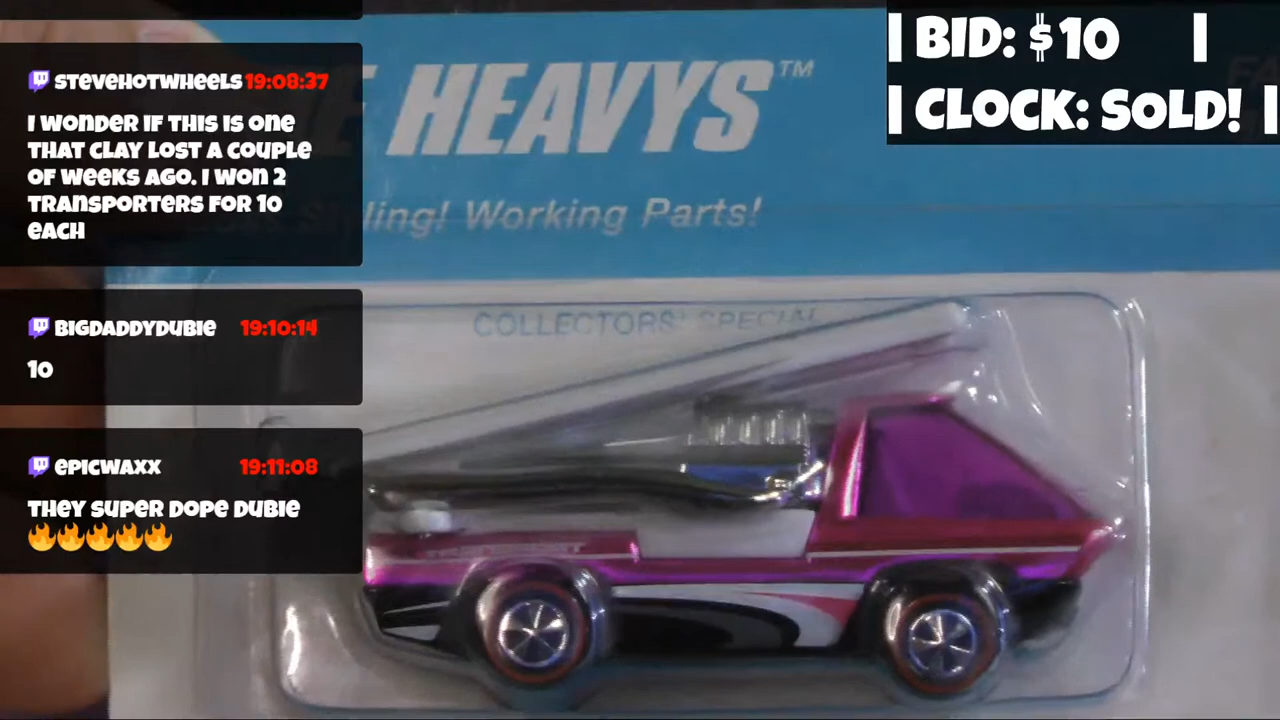 STEVEHOTWHEELS 19:08:37
I WONDER IF THIS IS ONE
THAT CLAY LOST A COUPLE
OF WEEKS AGO. I WON 2
TRANSPORTERS FOR 10
EACH
BIGDADDYDUBIE 19:10:14
10
EPICWAXX 19:11:08
THEY SUPER DOPE DUBIE
🔥🔥🔥🔥🔥
| BID: $10 |
| CLOCK: SOLD! |
HEAVYS™
Working Parts!
COLLECTORS' SPECIAL